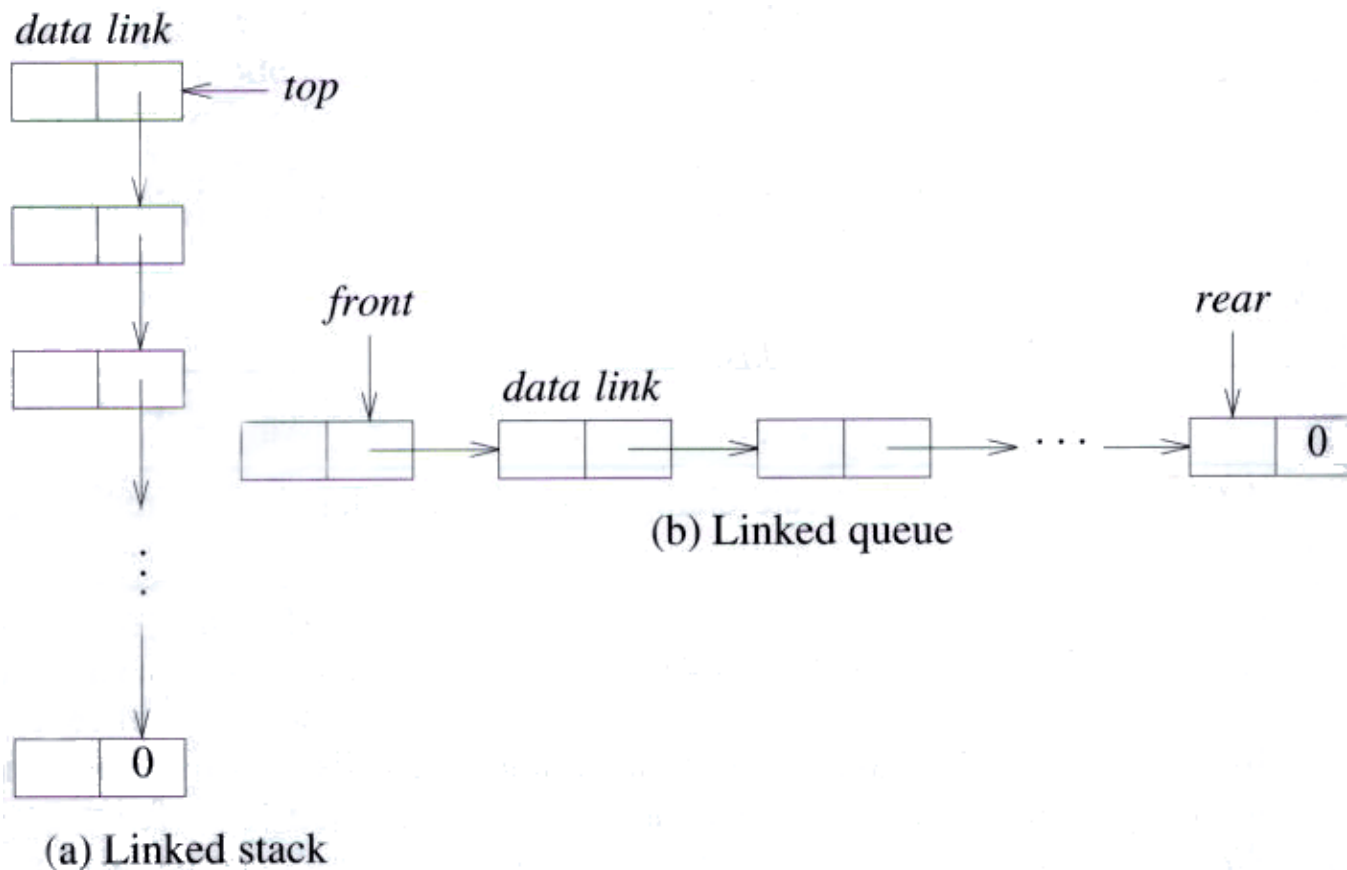 data link
top
front
rear
data link
0
(b) Linked queue
0
(a) Linked stack